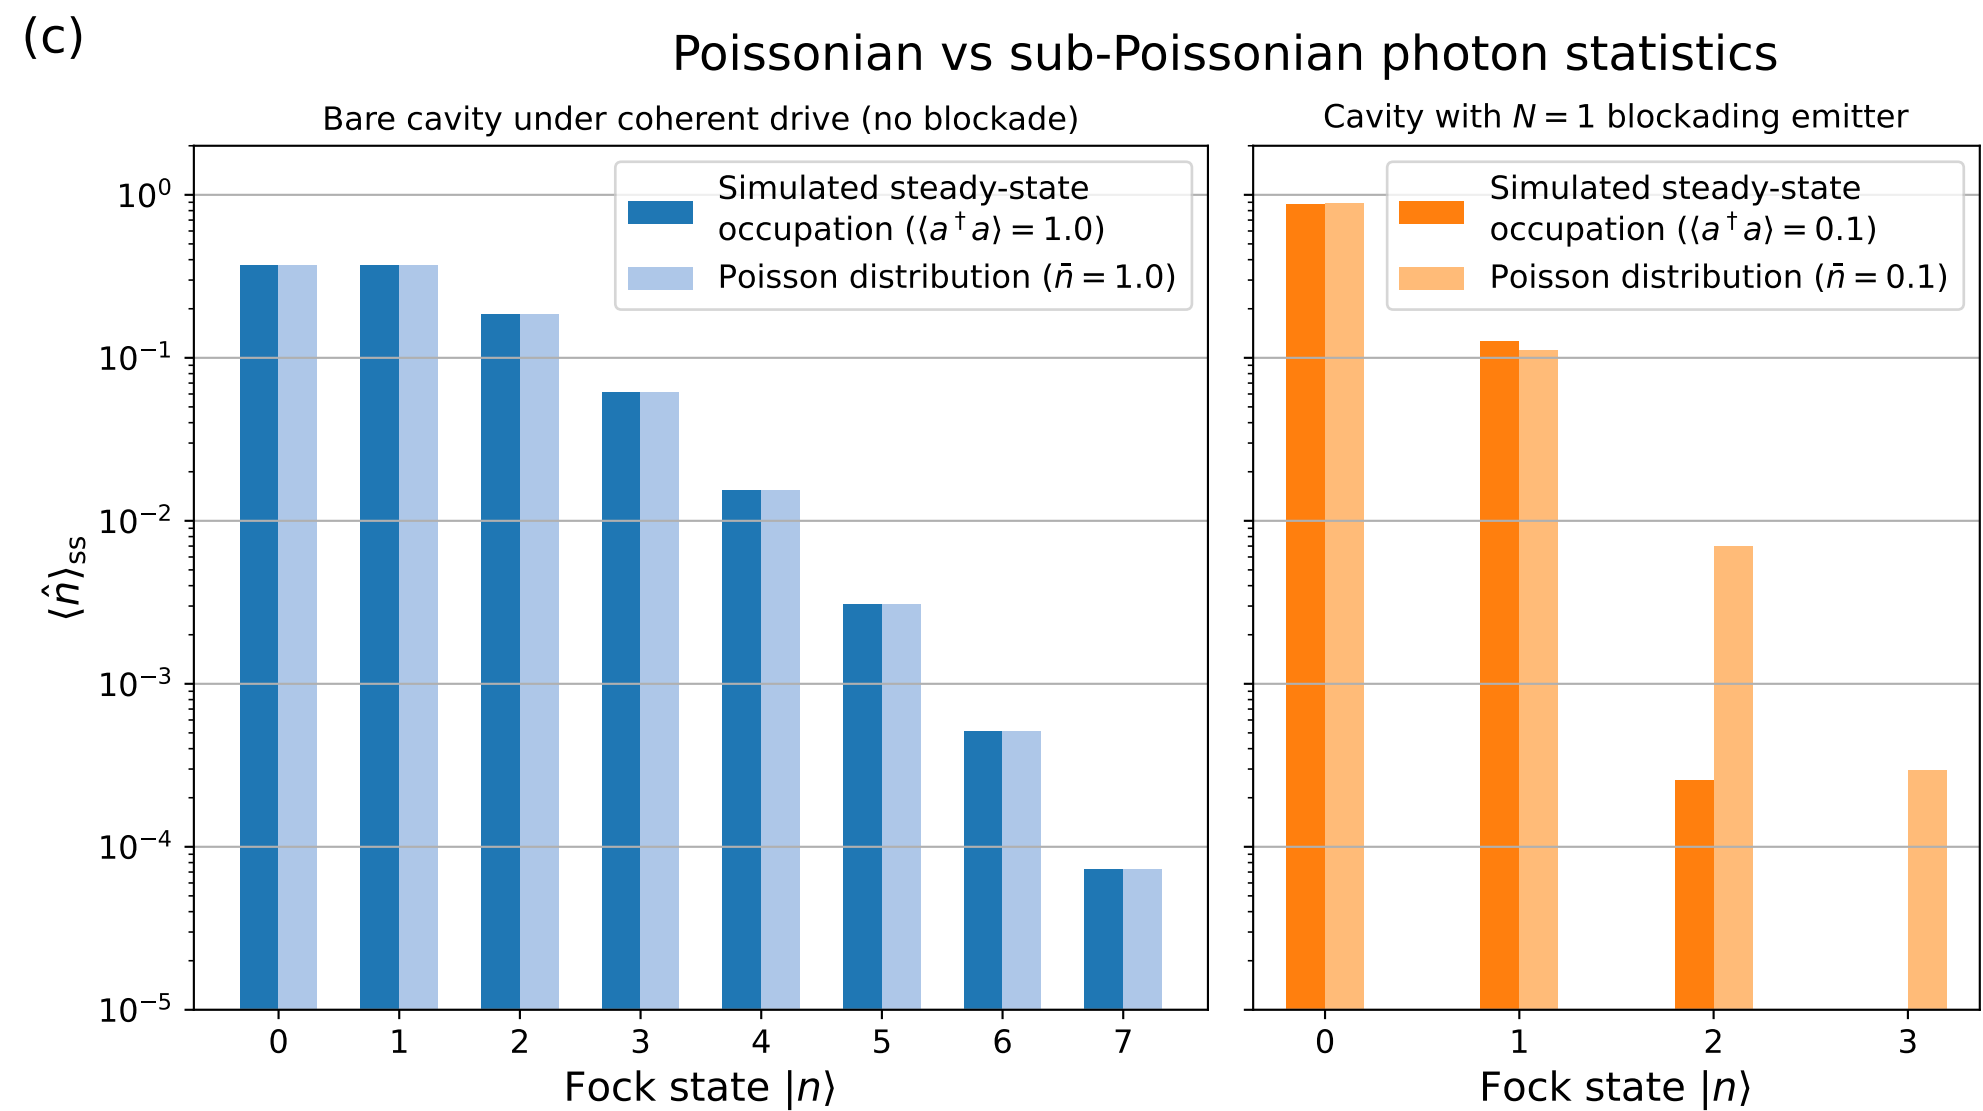 (c)
Poissonian vs sub-Poissonian photon statistics
Bare cavity under coherent drive (no blockade)
Simulated steady-state
occupation (⟨a†a⟩ = 1.0)
Poisson distribution (n̄ = 1.0)
10⁰
10⁻¹
10⁻²
10⁻³
10⁻⁴
10⁻⁵
⟨n̂⟩ss
0 1 2 3 4 5 6 7
Fock state |n⟩
Cavity with N = 1 blockading emitter
Simulated steady-state
occupation (⟨a†a⟩ = 0.1)
Poisson distribution (n̄ = 0.1)
0 1 2 3
Fock state |n⟩